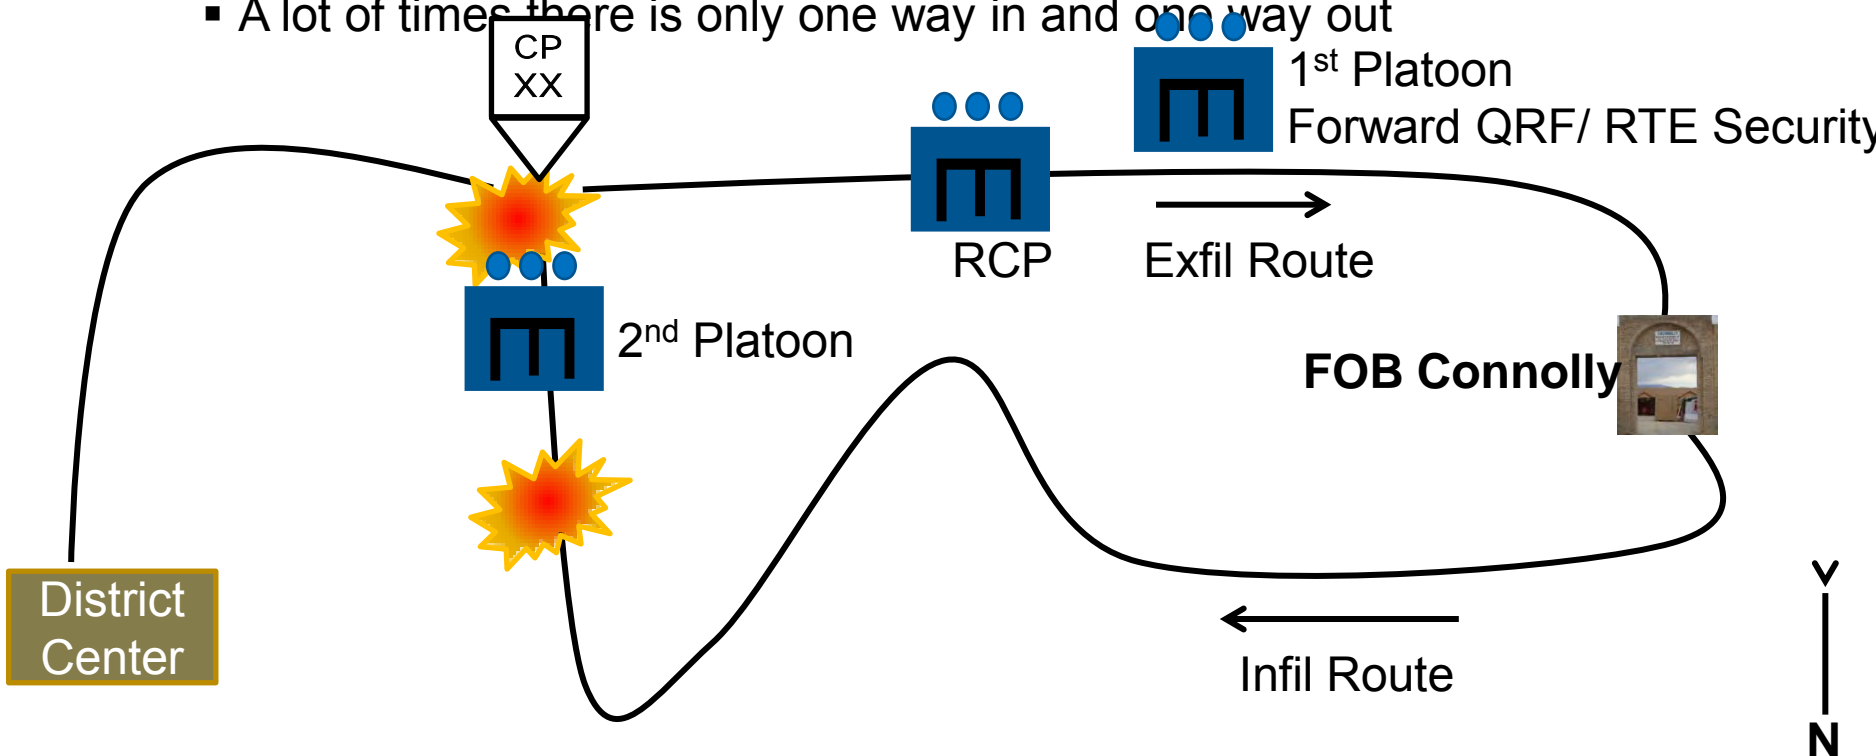 ▪ A lot of times there is only one way in and one way out
CP
XX
1st Platoon
Forward QRF/ RTE Security
RCP
Exfil Route
2nd Platoon
FOB Connolly
District
Center
Infil Route
N